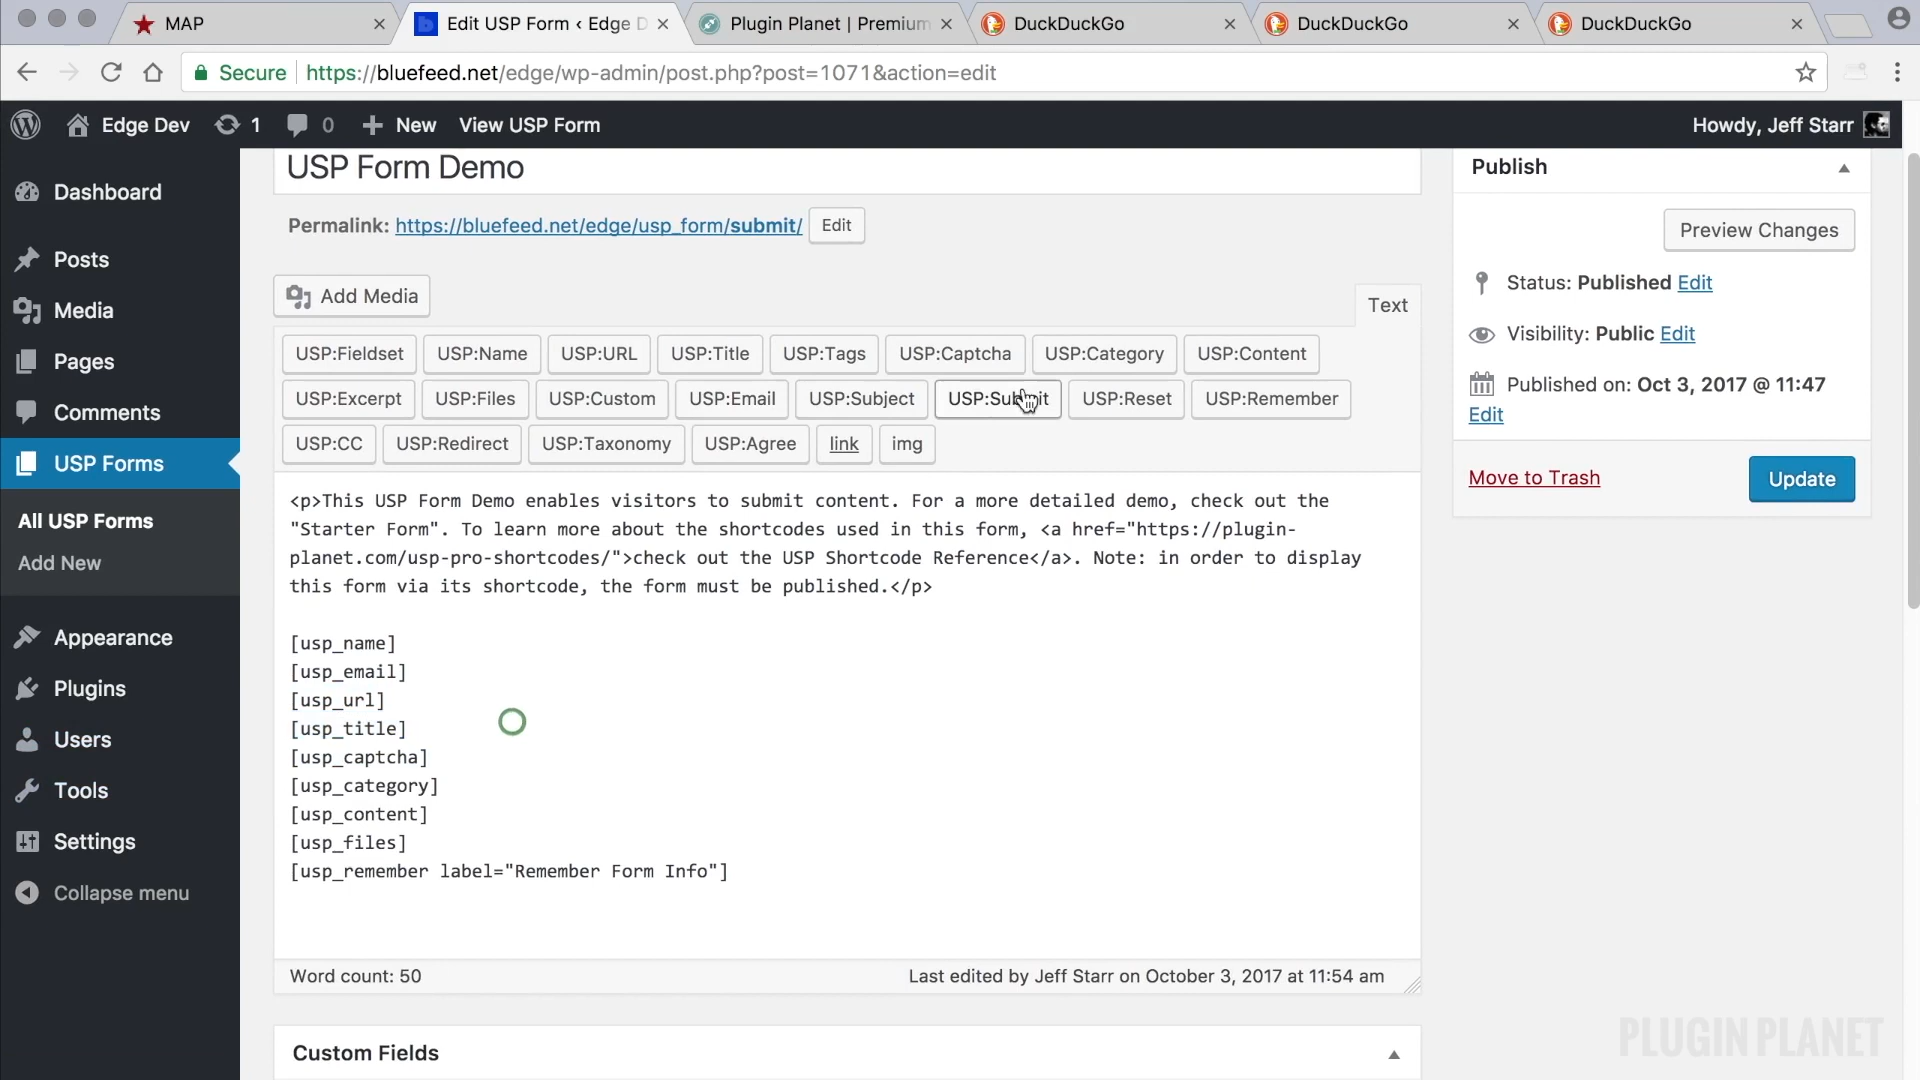 MAP
Edit USP Form ‹ Edge D
Plugin Planet | Premium
DuckDuckGo
DuckDuckGo
DuckDuckGo
Secure
https://bluefeed.net/edge/wp-admin/post.php?post=1071&action=edit
Edge Dev
1
0
New
View USP Form
Howdy, Jeff Starr
Dashboard
Posts
Media
Pages
Comments
USP Forms
All USP Forms
Add New
Appearance
Plugins
Users
Tools
Settings
Collapse menu
USP Form Demo
Permalink: https://bluefeed.net/edge/usp_form/submit/ Edit
Add Media
Text
USP:Fieldset USP:Name USP:URL USP:Title USP:Tags USP:Captcha USP:Category USP:Content
USP:Excerpt USP:Files USP:Custom USP:Email USP:Subject USP:Submit USP:Reset USP:Remember
USP:CC USP:Redirect USP:Taxonomy USP:Agree link img
<p>This USP Form Demo enables visitors to submit content. For a more detailed demo, check out the
"Starter Form". To learn more about the shortcodes used in this form, <a href="https://plugin-
planet.com/usp-pro-shortcodes/">check out the USP Shortcode Reference</a>. Note: in order to display
this form via its shortcode, the form must be published.</p>
[usp_name]
[usp_email]
[usp_url]
[usp_title]
[usp_captcha]
[usp_category]
[usp_content]
[usp_files]
[usp_remember label="Remember Form Info"]
Word count: 50
Last edited by Jeff Starr on October 3, 2017 at 11:54 am
Custom Fields
Publish
Preview Changes
Status: Published Edit
Visibility: Public Edit
Published on: Oct 3, 2017 @ 11:47
Edit
Move to Trash
Update
PLUGIN PLANET